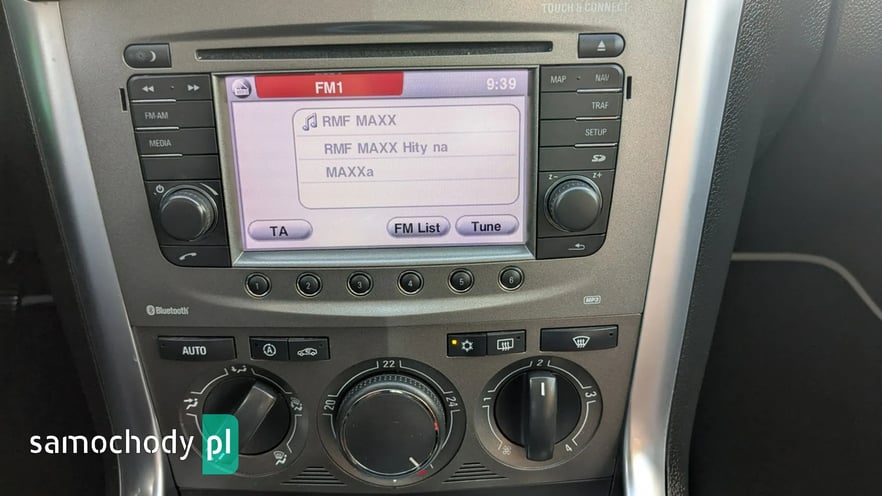 TOUCH & CONNECT
FM1
9:39
MAP
NAV
FM-AM
TRAF
MEDIA
SETUP
RMF MAXX
RMF MAXX Hity na
MAXXa
z−
z+
TA
FM List
Tune
1
2
3
4
5
6
Bluetooth
MP3
AUTO
A
20
22
24
1
2
3
4
samochody pl